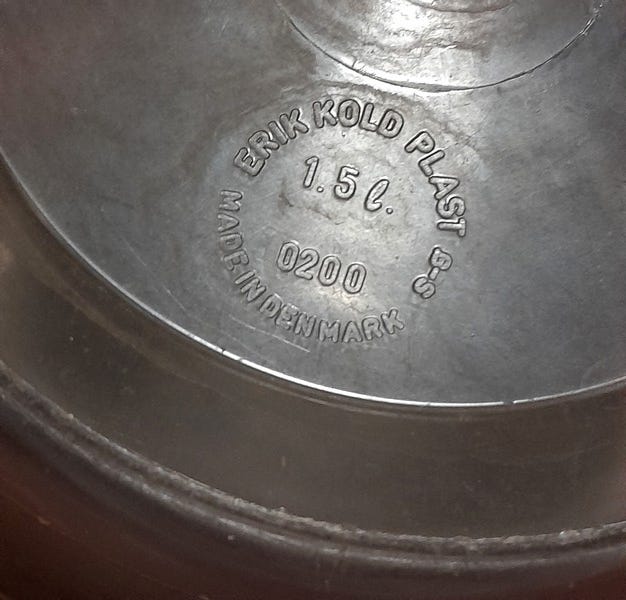 ERIK KOLD PLAST A-S
1.5 l.
0200
MADE IN DENMARK